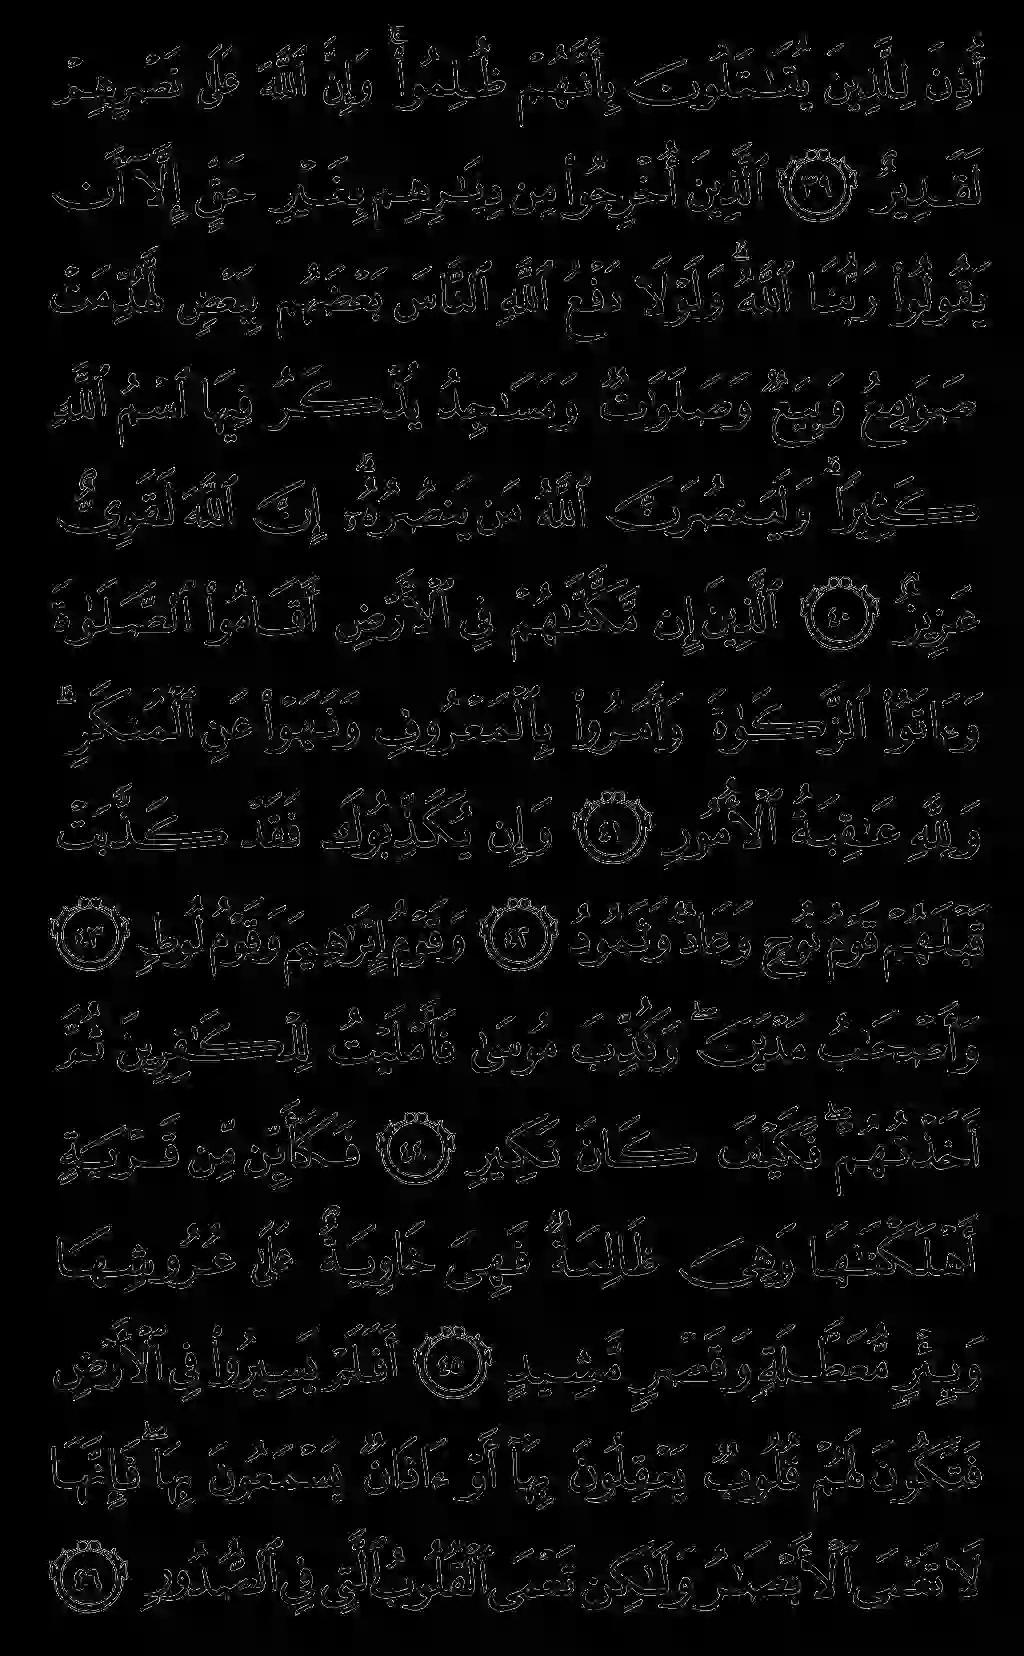 أُذِنَ لِلَّذِينَ يُقَٰتَلُونَ بِأَنَّهُمْ ظُلِمُوا۟ ۚ وَإِنَّ ٱللَّهَ عَلَىٰ نَصْرِهِمْ
لَقَدِيرٌ ٣٩ ٱلَّذِينَ أُخْرِجُوا۟ مِن دِيَٰرِهِم بِغَيْرِ حَقٍّ إِلَّآ أَن
يَقُولُوا۟ رَبُّنَا ٱللَّهُ ۗ وَلَوْلَا دَفْعُ ٱللَّهِ ٱلنَّاسَ بَعْضَهُم بِبَعْضٍ لَّهُدِّمَتْ
صَوَٰمِعُ وَبِيَعٌ وَصَلَوَٰتٌ وَمَسَٰجِدُ يُذْكَرُ فِيهَا ٱسْمُ ٱللَّهِ
كَثِيرًا ۗ وَلَيَنصُرَنَّ ٱللَّهُ مَن يَنصُرُهُۥٓ ۗ إِنَّ ٱللَّهَ لَقَوِىٌّ
عَزِيزٌ ٤٠ ٱلَّذِينَ إِن مَّكَّنَّٰهُمْ فِى ٱلْأَرْضِ أَقَامُوا۟ ٱلصَّلَوٰةَ
وَءَاتَوُا۟ ٱلزَّكَوٰةَ وَأَمَرُوا۟ بِٱلْمَعْرُوفِ وَنَهَوْا۟ عَنِ ٱلْمُنكَرِ ۗ
وَلِلَّهِ عَٰقِبَةُ ٱلْأُمُورِ ٤١ وَإِن يُكَذِّبُوكَ فَقَدْ كَذَّبَتْ
قَبْلَهُمْ قَوْمُ نُوحٍ وَعَادٌ وَثَمُودُ ٤٢ وَقَوْمُ إِبْرَٰهِيمَ وَقَوْمُ لُوطٍ ٤٣
وَأَصْحَٰبُ مَدْيَنَ ۖ وَكُذِّبَ مُوسَىٰ فَأَمْلَيْتُ لِلْكَٰفِرِينَ ثُمَّ
أَخَذْتُهُمْ ۖ فَكَيْفَ كَانَ نَكِيرِ ٤٤ فَكَأَيِّن مِّن قَرْيَةٍ
أَهْلَكْنَٰهَا وَهِىَ ظَالِمَةٌ فَهِىَ خَاوِيَةٌ عَلَىٰ عُرُوشِهَا
وَبِئْرٍ مُّعَطَّلَةٍ وَقَصْرٍ مَّشِيدٍ ٤٥ أَفَلَمْ يَسِيرُوا۟ فِى ٱلْأَرْضِ
فَتَكُونَ لَهُمْ قُلُوبٌ يَعْقِلُونَ بِهَآ أَوْ ءَاذَانٌ يَسْمَعُونَ بِهَا ۖ فَإِنَّهَا
لَا تَعْمَى ٱلْأَبْصَٰرُ وَلَٰكِن تَعْمَى ٱلْقُلُوبُ ٱلَّتِى فِى ٱلصُّدُورِ ٤٦